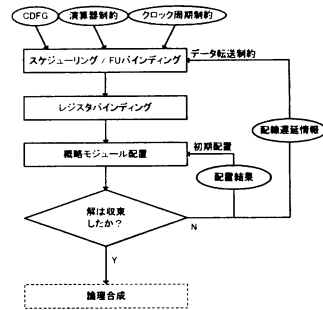 CDFG
演算器制約
クロック周期制約
データ転送制約
スケジューリング / FUバインディング
レジスタバインディング
配線遅延情報
初期配置
概略モジュール配置
配置結果
解は収束
したか？
N
Y
論理合成